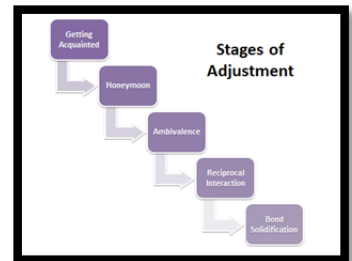 Getting
Acquainted
Stages of
Adjustment
Honeymoon
Ambivalence
Reciprocal
Interaction
Bond
Solidification